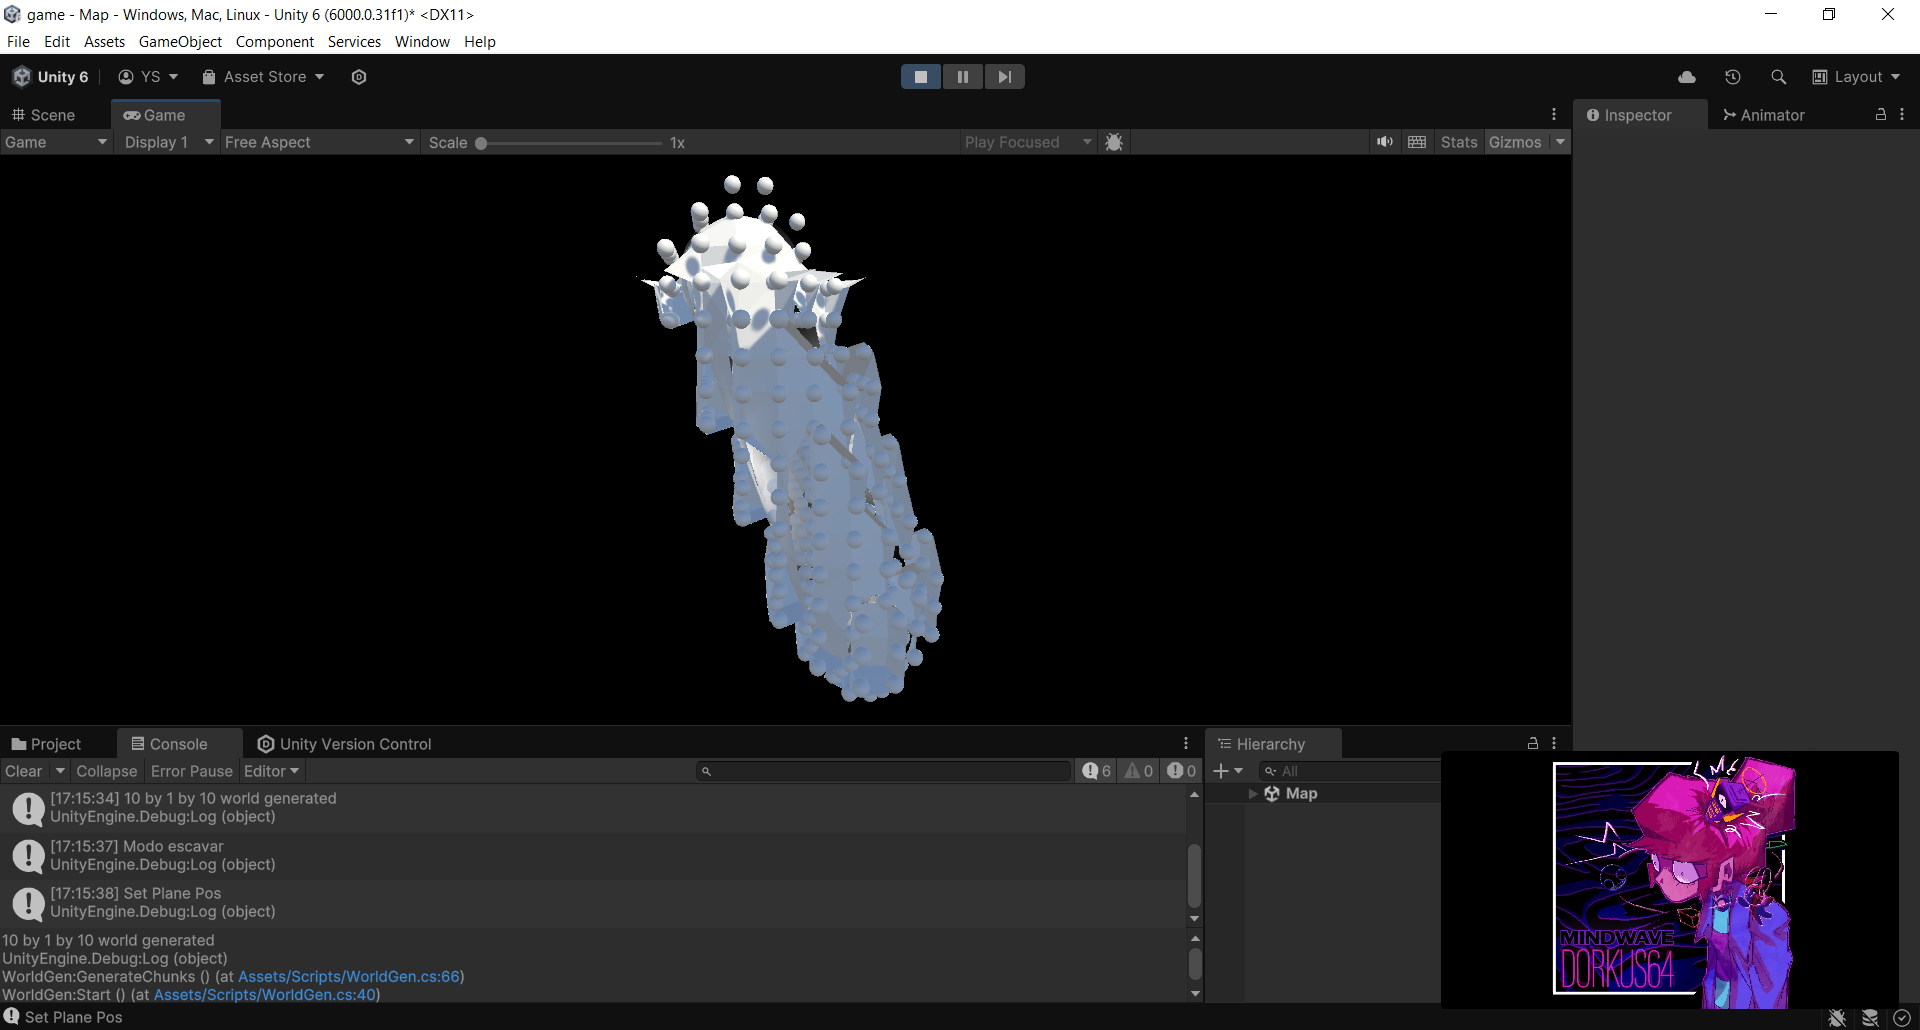 game - Map - Windows, Mac, Linux - Unity 6 (6000.0.31f1)* <DX11>
File Edit Assets GameObject Component Services Window Help
Unity 6 YS Asset Store Layout
Scene Game Inspector Animator
Game Display 1 Free Aspect Scale 1x Play Focused Stats Gizmos
Project Console Unity Version Control Hierarchy
Clear Collapse Error Pause Editor 6 0 0 All
[17:15:34] 10 by 1 by 10 world generated
UnityEngine.Debug:Log (object)
Map
[17:15:37] Modo escavar
UnityEngine.Debug:Log (object)
[17:15:38] Set Plane Pos
UnityEngine.Debug:Log (object)
10 by 1 by 10 world generated
UnityEngine.Debug:Log (object)
WorldGen:GenerateChunks () (at Assets/Scripts/WorldGen.cs:66)
WorldGen:Start () (at Assets/Scripts/WorldGen.cs:40)
Set Plane Pos
MINDWAVE
DORKUS64